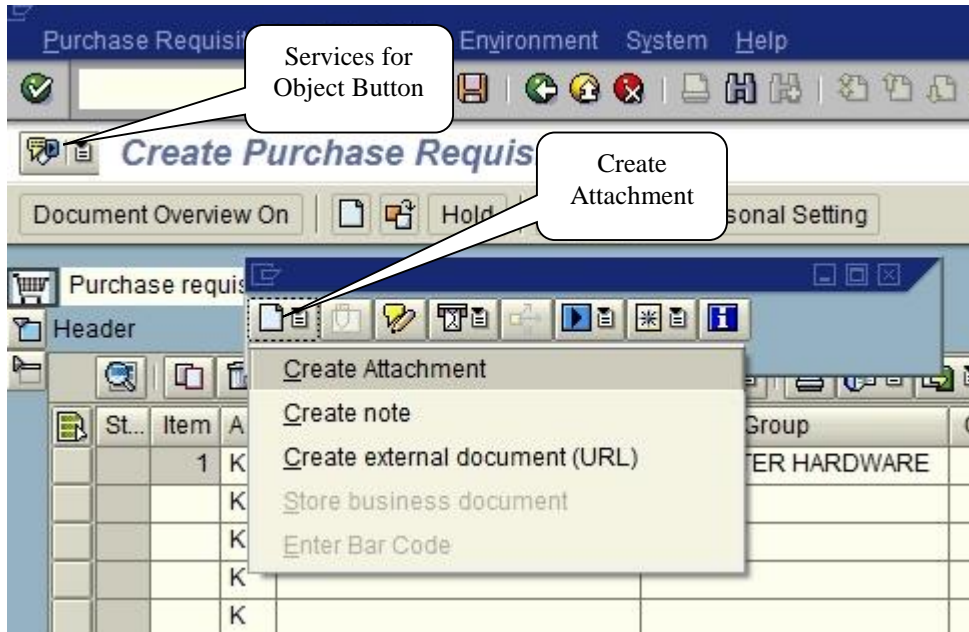 Purchase Requisit Environment System Help
Services for
Object Button
Create Purchase Requis
Create
Attachment
Document Overview On Hold sonal Setting
Purchase requis
Header
Create Attachment
Create note
Create external document (URL)
Store business document
Enter Bar Code
St... Item A Group
1 K TER HARDWARE
K
K
K
K